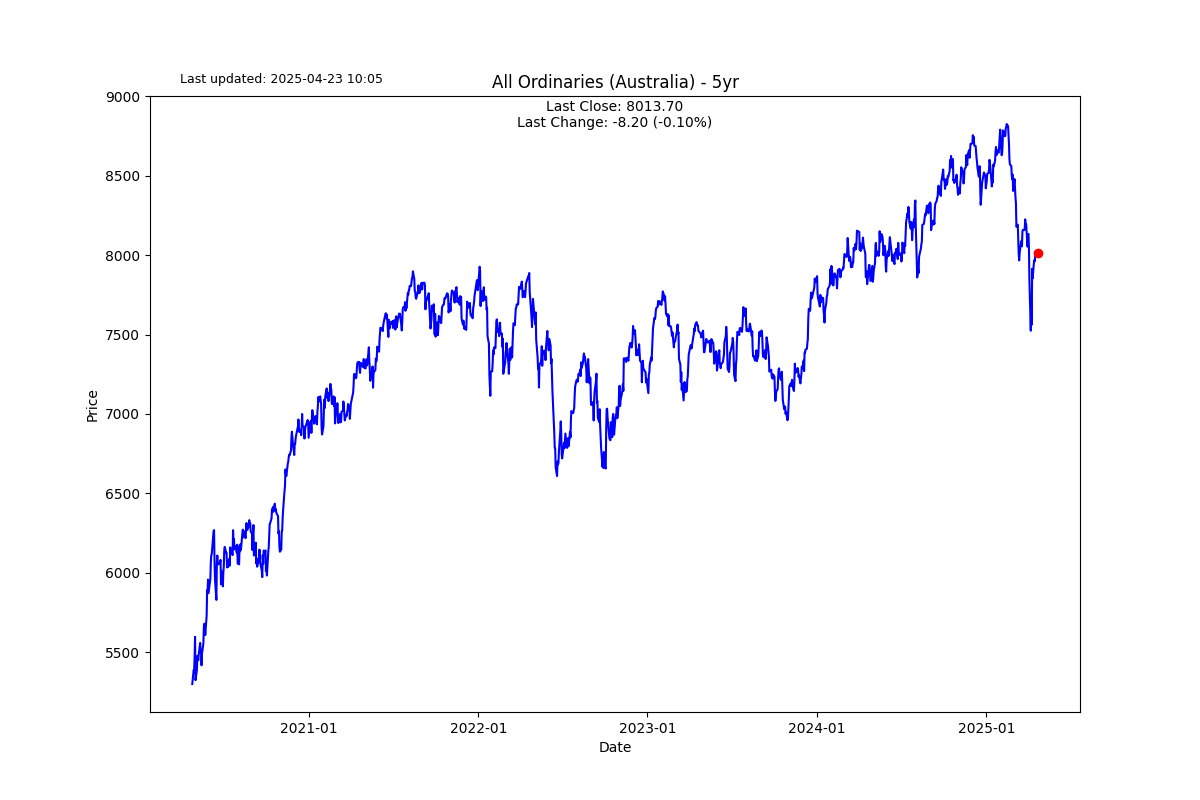 Last updated: 2025-04-23 10:05
All Ordinaries (Australia) - 5yr
Last Close: 8013.70
Last Change: -8.20 (-0.10%)
9000
8500
8000
7500
7000
6500
6000
5500
Price
2021-01
2022-01
2023-01
2024-01
2025-01
Date